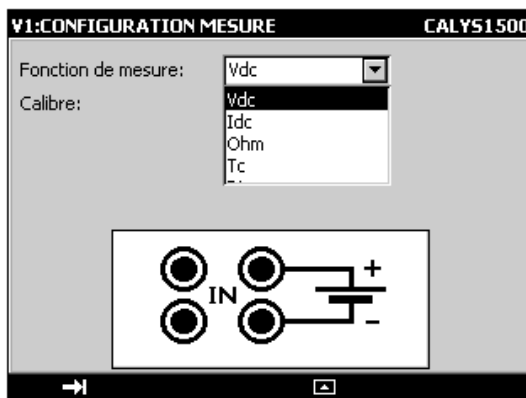 V1:CONFIGURATION MESURE CALYS1500
Fonction de mesure: Vdc
Calibre:
Vdc
Idc
Ohm
Tc
IN + −